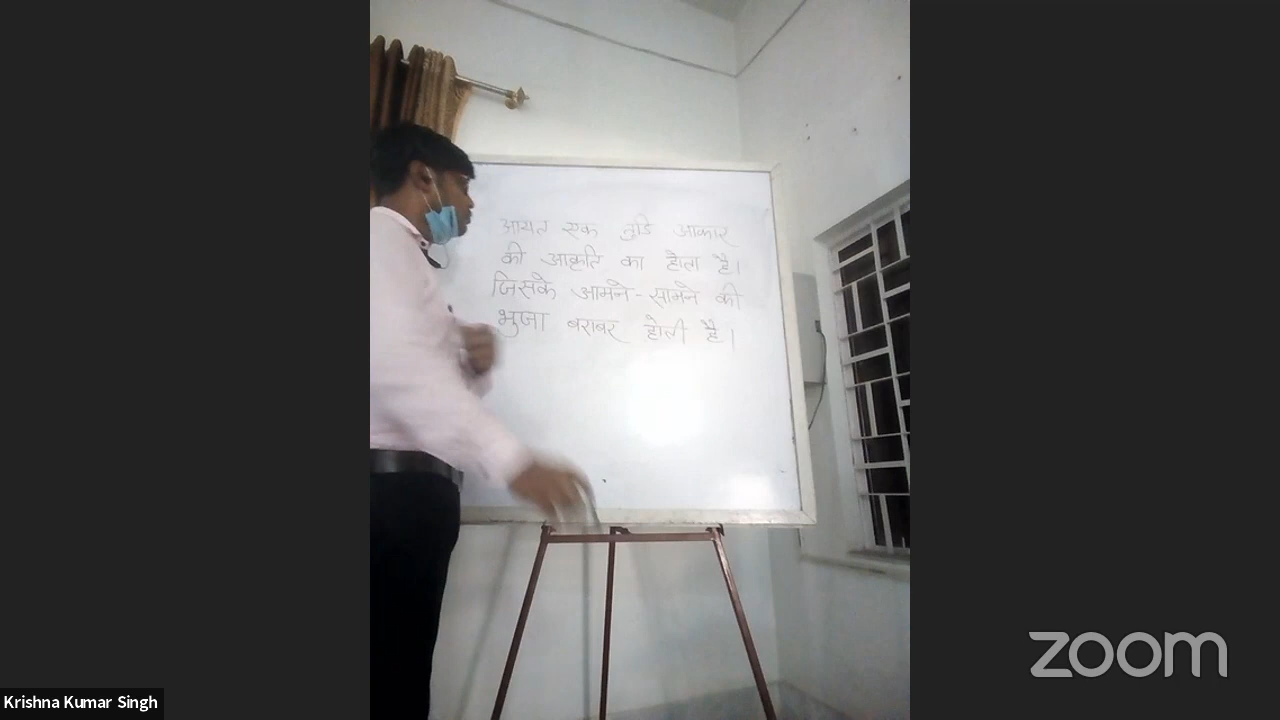 आयत एक टुडि आकार
की आकृति का होता है।
जिसके आमने-सामने की
भुजा बराबर होती है।
Krishna Kumar Singh
zoom